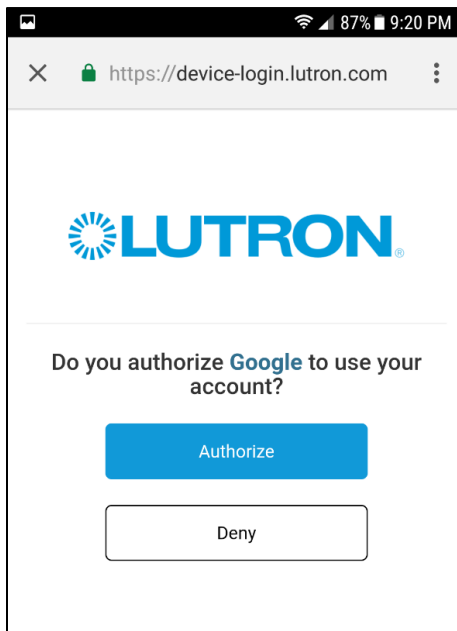 87% 9:20 PM
https://device-login.lutron.com
LUTRON®
Do you authorize Google to use your
account?
Authorize
Deny